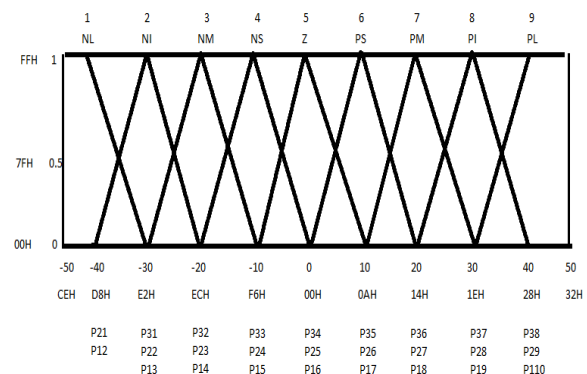 1 2 3 4 5 6 7 8 9
NL NI NM NS Z PS PM PI PL
FFH 1
7FH 0.5
00H 0
-50 -40 -30 -20 -10 0 10 20 30 40 50
CEH D8H E2H ECH F6H 00H 0AH 14H 1EH 28H 32H
P21 P31 P32 P33 P34 P35 P36 P37 P38
P12 P22 P23 P24 P25 P26 P27 P28 P29
P13 P14 P15 P16 P17 P18 P19 P110